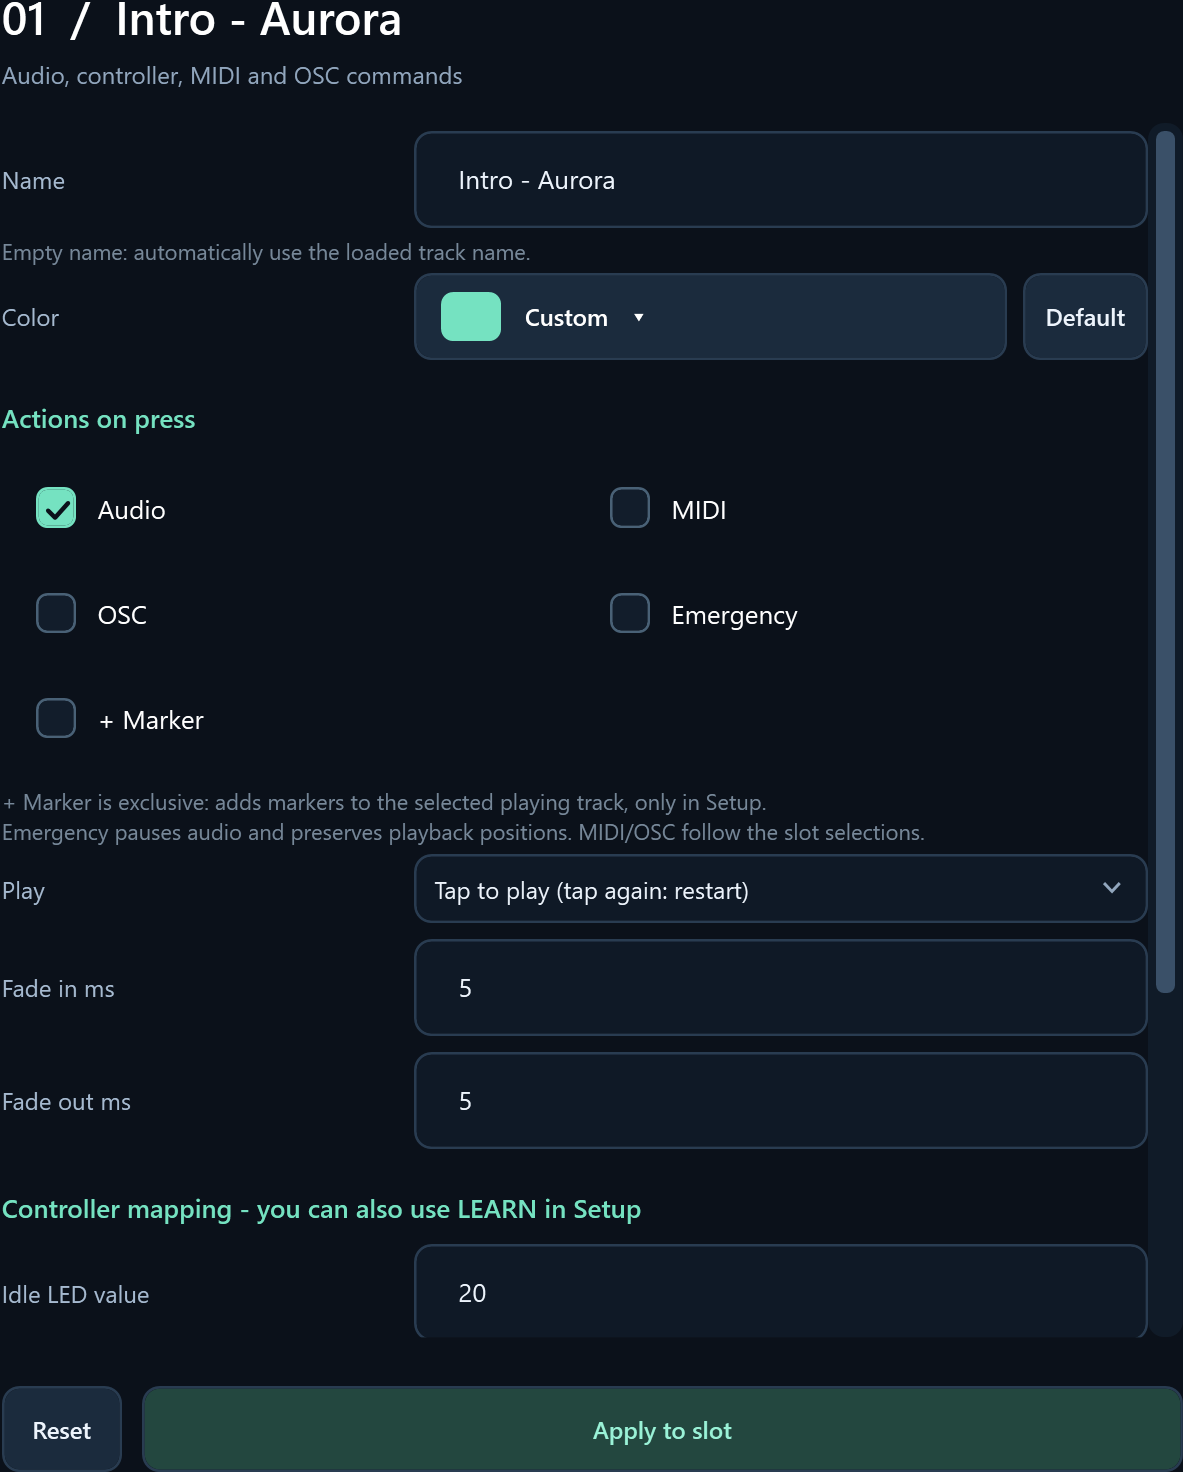 01 / Intro - Aurora
Audio, controller, MIDI and OSC commands
Name
Intro - Aurora
Empty name: automatically use the loaded track name.
Color
Custom
Default
Actions on press
Audio
MIDI
OSC
Emergency
+ Marker
+ Marker is exclusive: adds markers to the selected playing track, only in Setup.
Emergency pauses audio and preserves playback positions. MIDI/OSC follow the slot selections.
Play
Tap to play (tap again: restart)
Fade in ms
5
Fade out ms
5
Controller mapping - you can also use LEARN in Setup
Idle LED value
20
Reset
Apply to slot